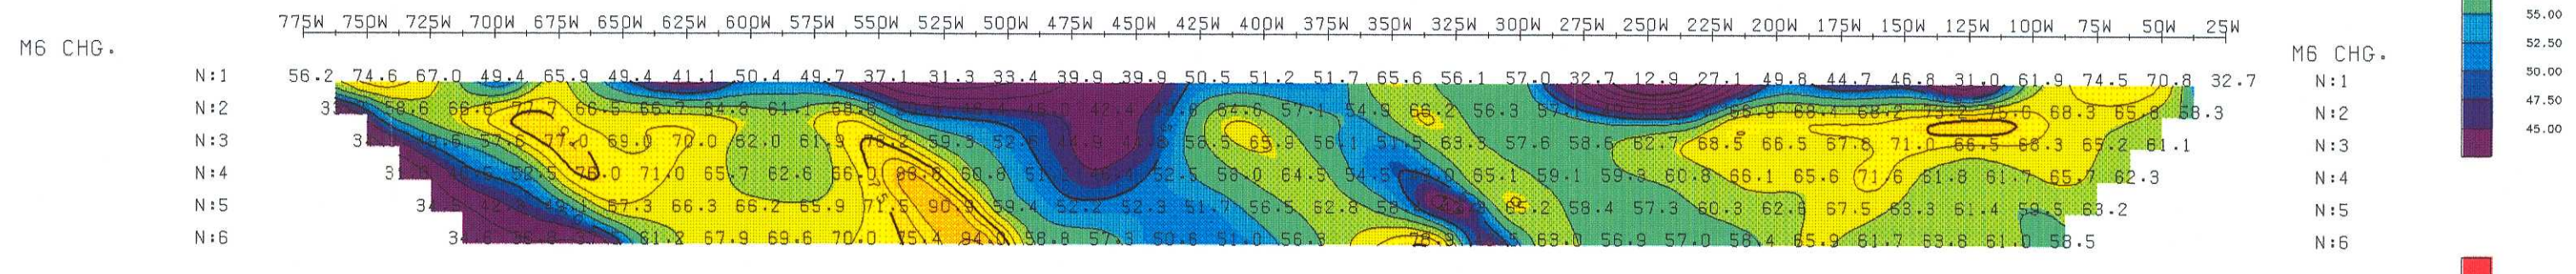 775W 750W 725W 700W 675W 650W 625W 600W 575W 550W 525W 500W 475W 450W 425W 400W 375W 350W 325W 300W 275W 250W 225W 200W 175W 150W 125W 100W 75W 50W 25W
55.00
52.50
50.00
47.50
45.00
M6 CHG. M6 CHG.
N:1 56.2 74.6 67.0 49.4 65.9 49.4 41.1 50.4 49.7 37.1 31.3 33.4 39.9 39.9 50.5 51.2 51.7 65.6 56.1 57.0 32.7 12.9 27.1 49.8 44.7 46.8 31.0 61.9 74.5 70.8 32.7 N:1
N:2 58.6 66.6 66.5 66.7 61.1 42.4 64.6 57.1 54.9 66.2 56.3 68.4 68.2 68.3 58.3 N:2
N:3 77.0 69.0 70.0 62.0 61.9 59.3 58.5 65.9 56.1 51.5 63.3 57.6 58.6 62.7 68.5 66.5 67.8 71.0 66.5 68.3 65.2 61.1 N:3
N:4 52.5 71.0 65.7 62.6 66.0 60.8 52.5 58.0 64.5 54.5 65.1 59.1 59.3 60.8 66.1 65.6 71.6 61.8 61.7 65.7 62.3 N:4
N:5 67.3 66.3 66.2 65.9 71.5 90.9 59.4 52.2 52.3 51.7 56.5 62.8 65.2 58.4 57.3 60.3 62.8 67.5 63.3 61.4 59.5 63.2 N:5
N:6 61.2 67.9 69.6 70.0 75.4 94.0 58.8 57.3 50.6 51.0 56.3 78.9 63.0 56.9 57.0 58.4 65.9 61.7 63.8 61.0 58.5 N:6